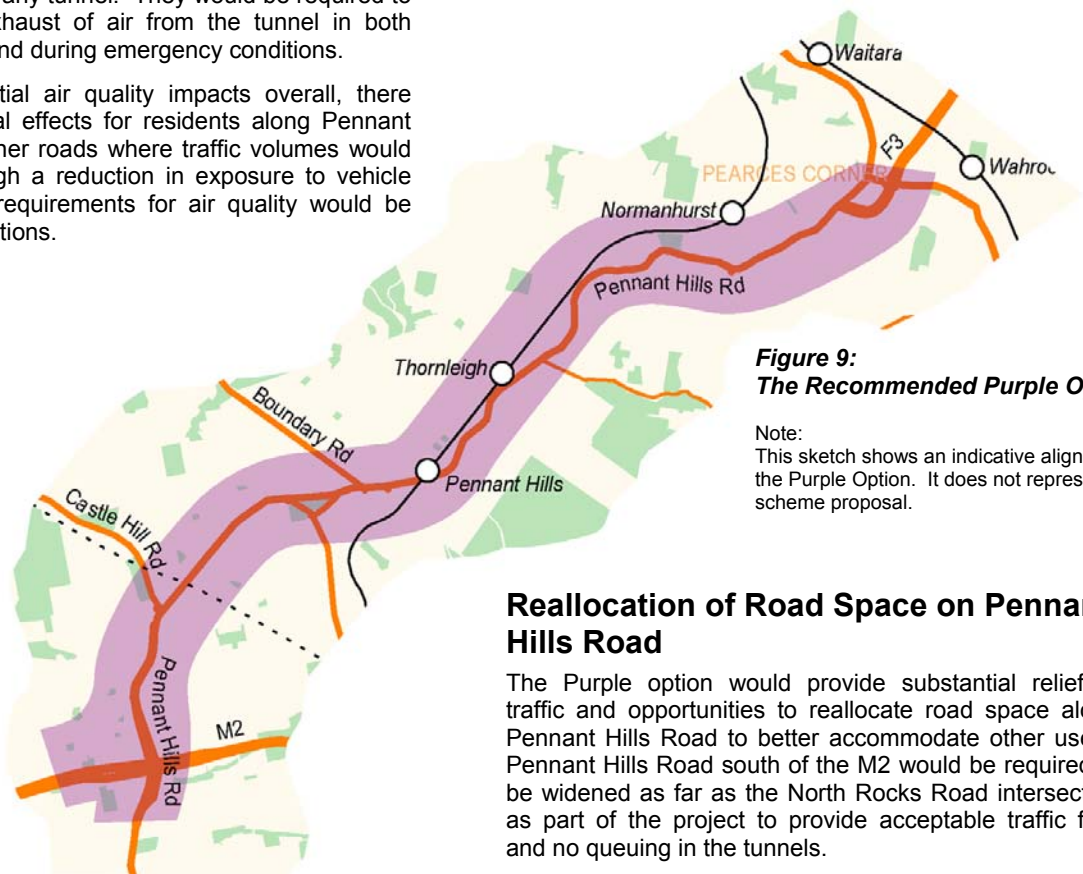 any tunnel. They would be required to
xhaust of air from the tunnel in both
nd during emergency conditions.
tial air quality impacts overall, there
al effects for residents along Pennant
her roads where traffic volumes would
gh a reduction in exposure to vehicle
requirements for air quality would be
tions.
Waitara
F3
Wahro
PEARCES CORNER
Normanhurst
Pennant Hills Rd
Thornleigh
Boundary Rd
Pennant Hills
Castle Hill Rd
Pennant Hills Rd
M2
Figure 9:
The Recommended Purple O
Note:
This sketch shows an indicative align
the Purple Option. It does not repres
scheme proposal.
Reallocation of Road Space on Penna
Hills Road
The Purple option would provide substantial relief
traffic and opportunities to reallocate road space alo
Pennant Hills Road to better accommodate other use
Pennant Hills Road south of the M2 would be required
be widened as far as the North Rocks Road intersect
as part of the project to provide acceptable traffic f
and no queuing in the tunnels.